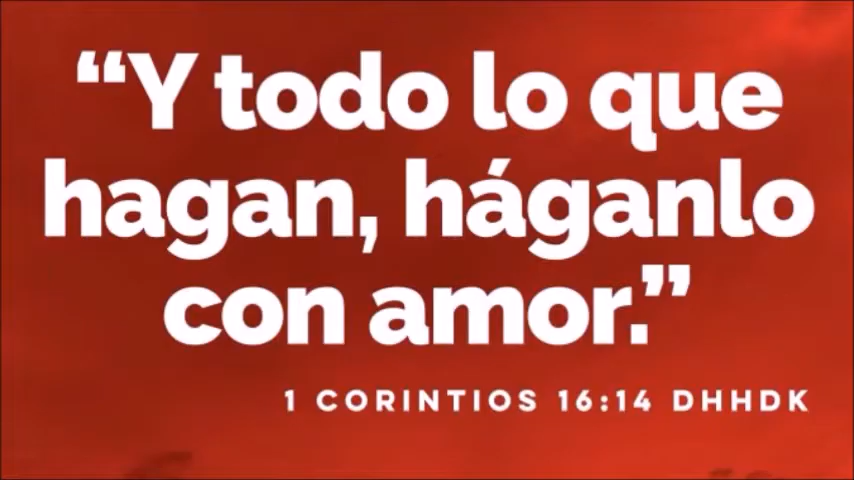 “Y todo lo que
hagan, háganlo
con amor.”
1 CORINTIOS 16:14 DHHDK